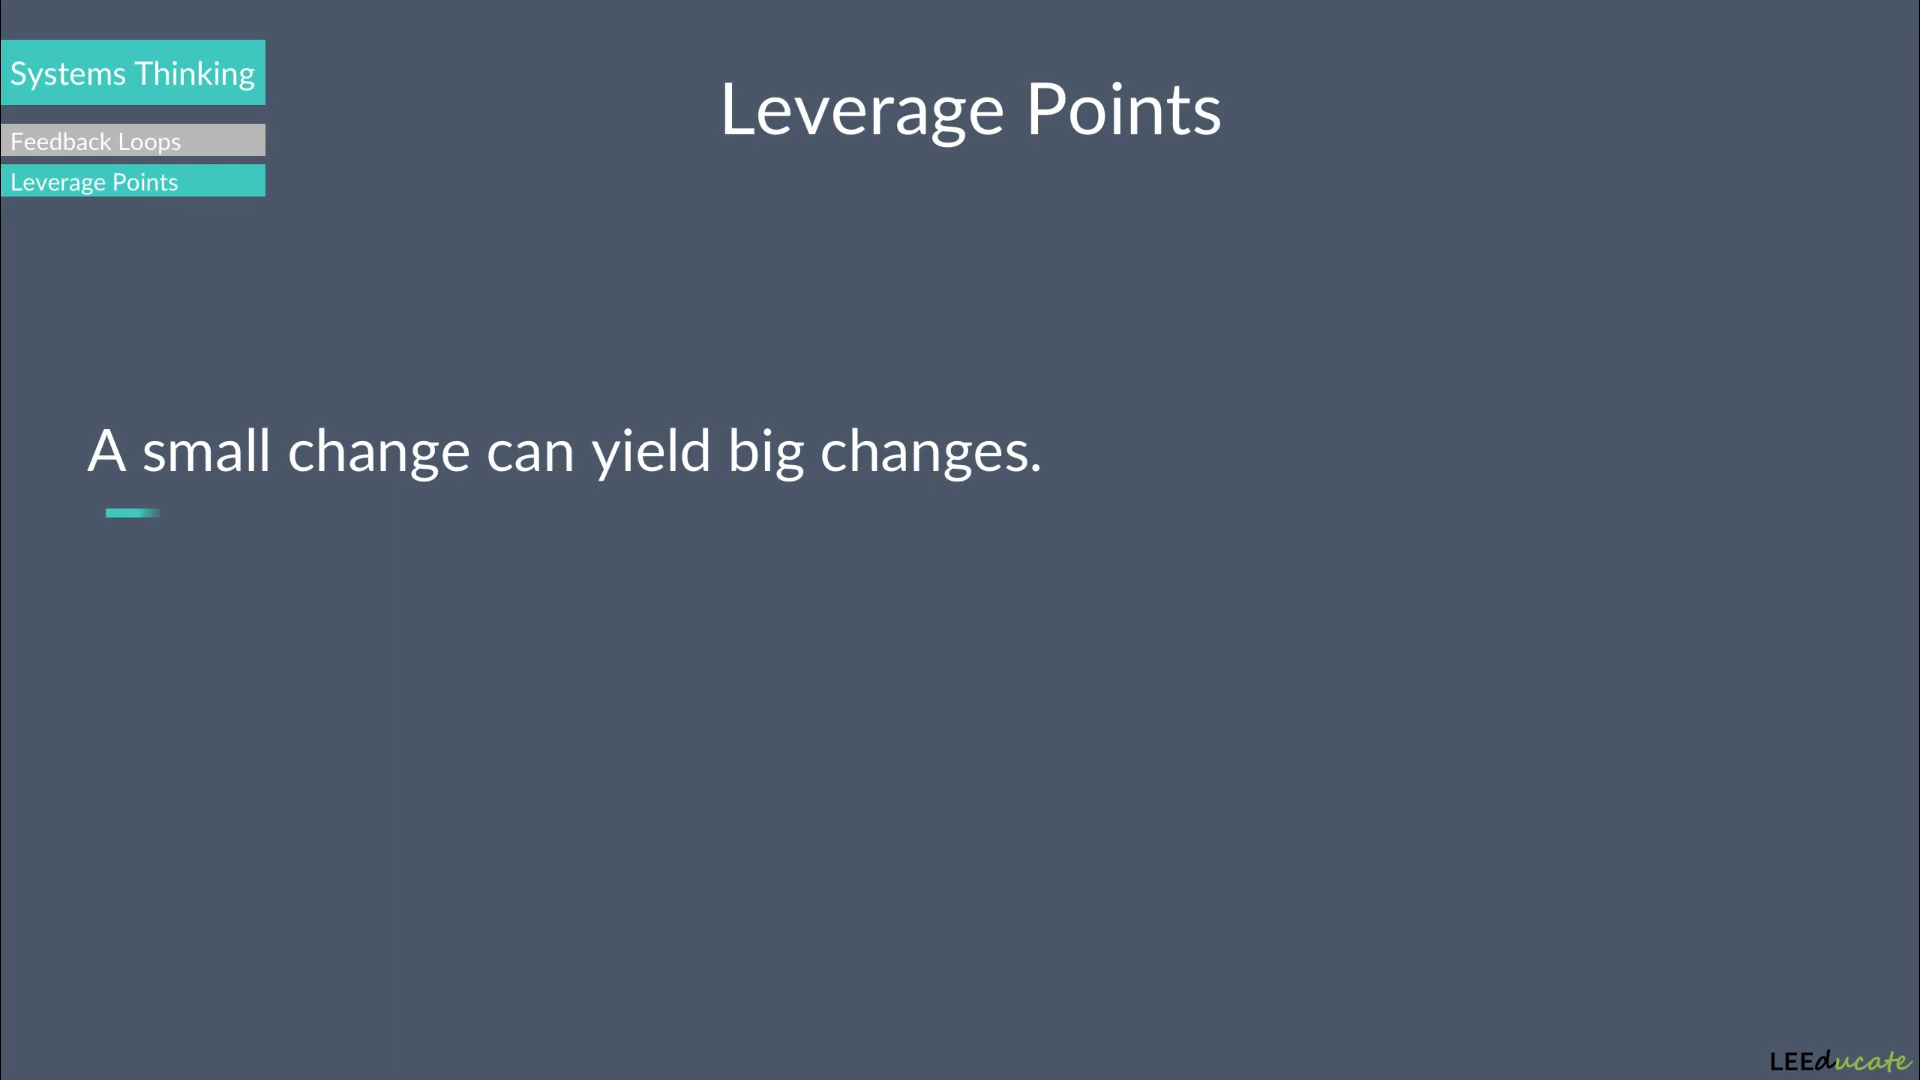 Systems Thinking
Leverage Points
Feedback Loops
Leverage Points
A small change can yield big changes.
LEEducate